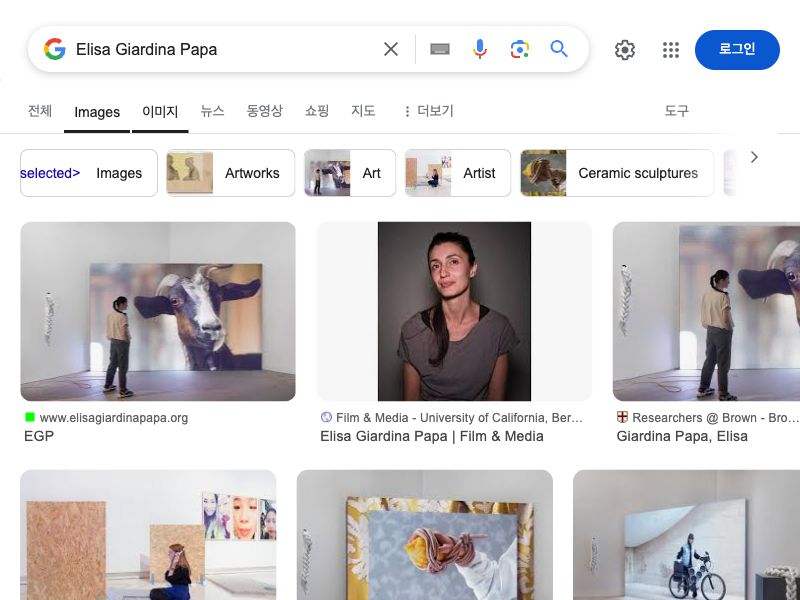 Elisa Giardina Papa
로그인
전체 Images 이미지 뉴스 동영상 쇼핑 지도 더보기 도구
selected> Images Artworks Art Artist Ceramic sculptures
www.elisagiardinapapa.org
EGP
Film & Media - University of California, Ber...
Elisa Giardina Papa | Film & Media
Researchers @ Brown - Bro...
Giardina Papa, Elisa